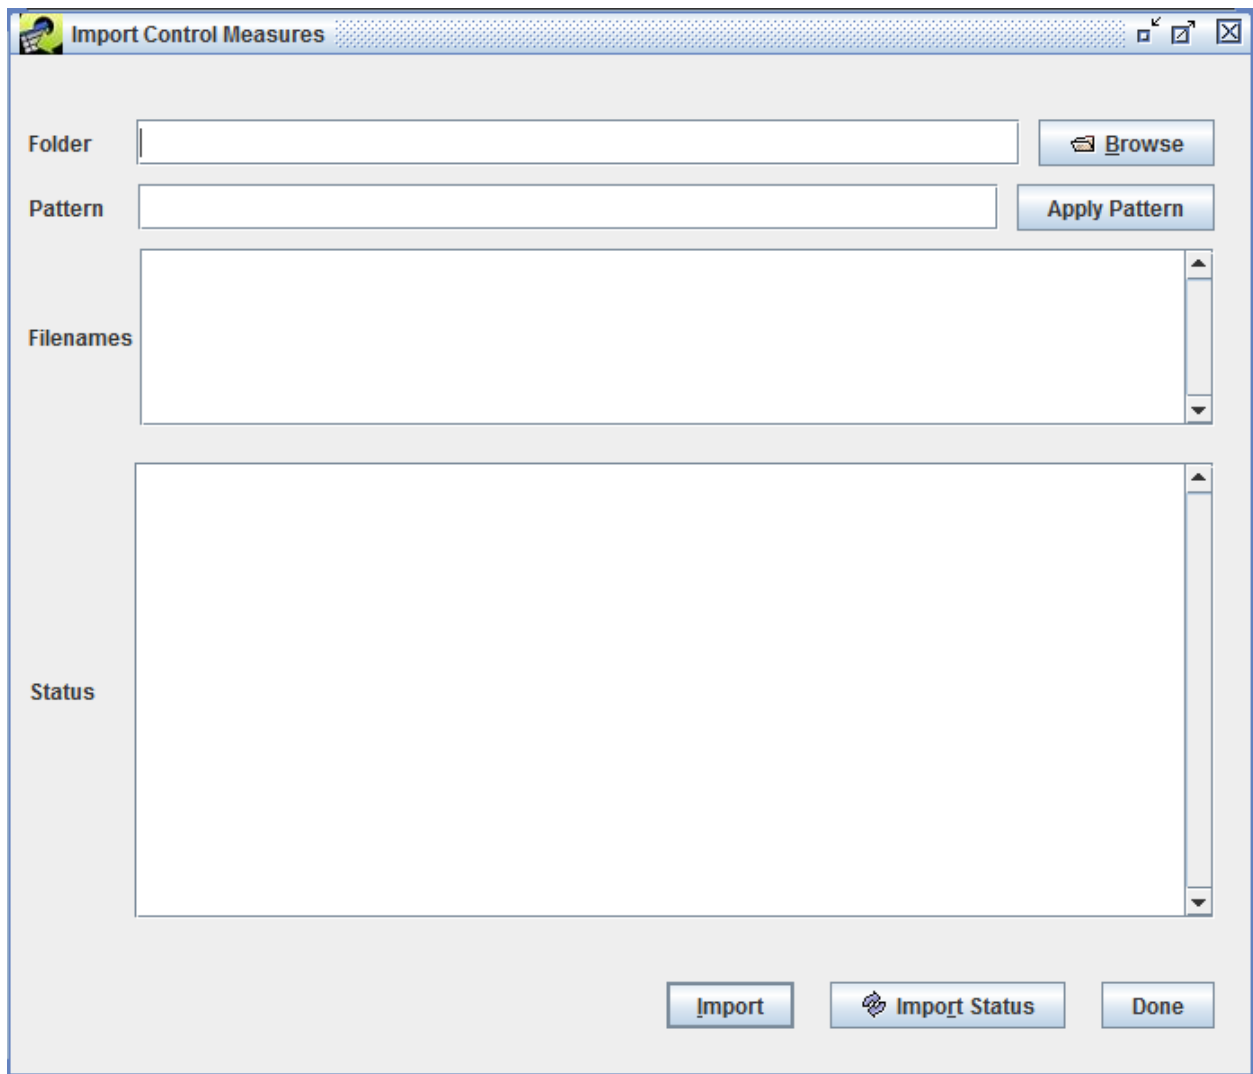 Import Control Measures
Folder Browse
Pattern Apply Pattern
Filenames
Status
Import Import Status Done